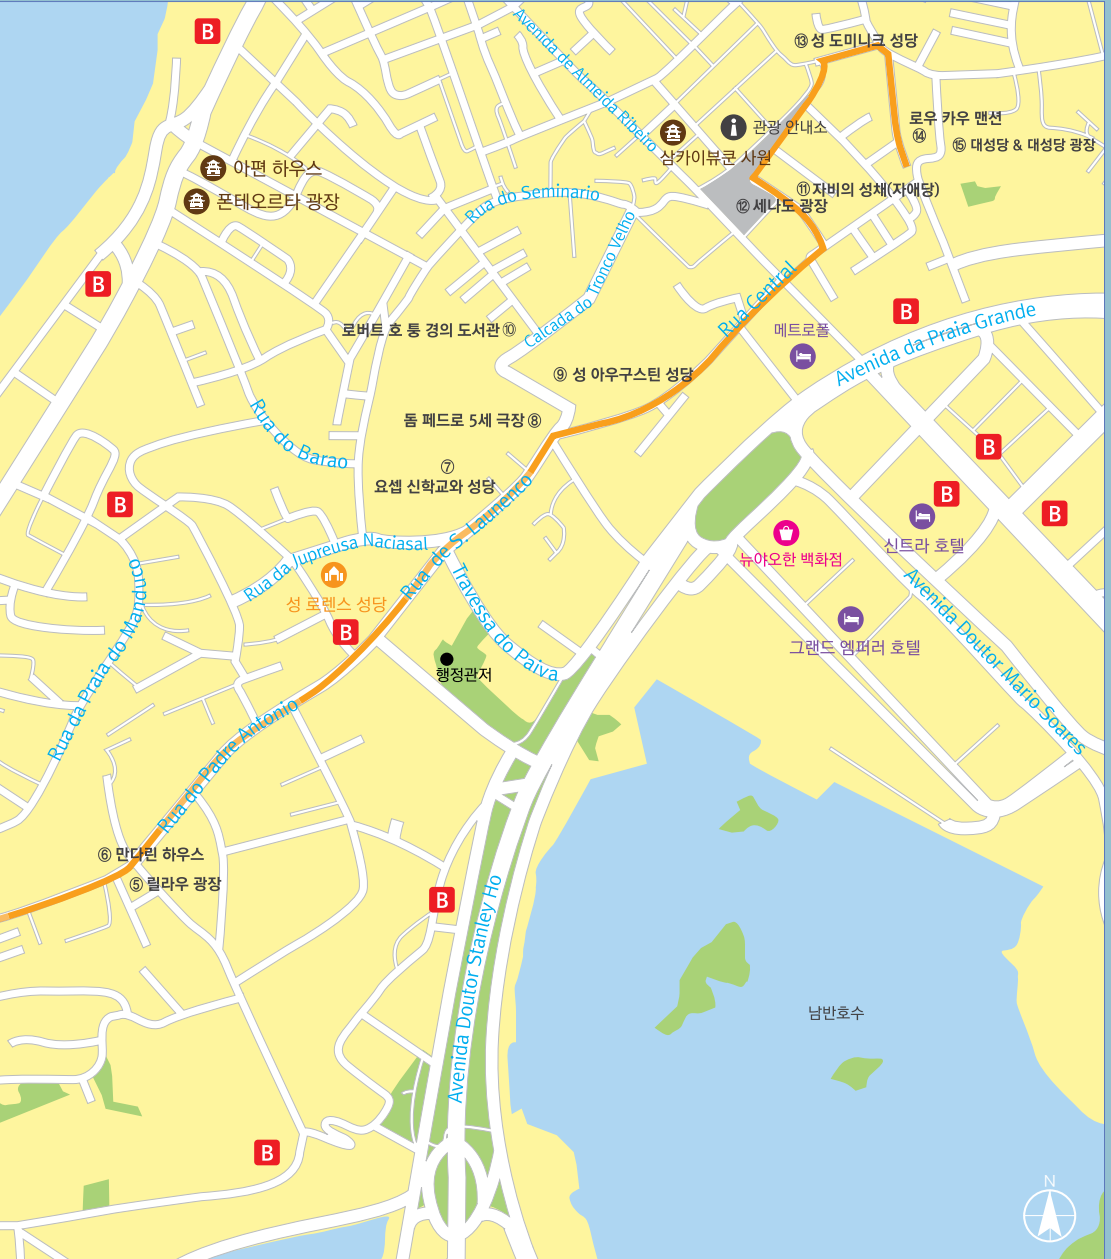 B
Avenida de Almeida Ribeiro
⑬ 성 도미니크 성당
로우 카우 맨션
⑭
⑮ 대성당 & 대성당 광장
관광 안내소
삼카이뷰쿤 사원
아편 하우스
폰테오르타 광장
Rua do Seminario
⑪ 자비의 성채(자애당)
⑫ 세나도 광장
Calcada do Tronco Velho
B
Rua Central
B
로버트 호 통 경의 도서관 ⑩
메트로폴
Avenida da Praia Grande
⑨ 성 아우구스틴 성당
돔 페드로 5세 극장 ⑧
Rua do Barao
B
⑦
요셉 신학교와 성당
B
B
B
Rua de S. Launenco
신트라 호텔
뉴야오한 백화점
Rua da Jupreusa Naciasal
성 로렌스 성당
B
Travessa do Paiva
Avenida Doutor Mario Soares
그랜드 엠퍼러 호텔
행정관저
Rua da Praia do Manduco
Rua do Padre Antonio
⑥ 만다린 하우스
⑤ 릴라우 광장
B
Avenida Doutor Stanley Ho
남반호수
B
N